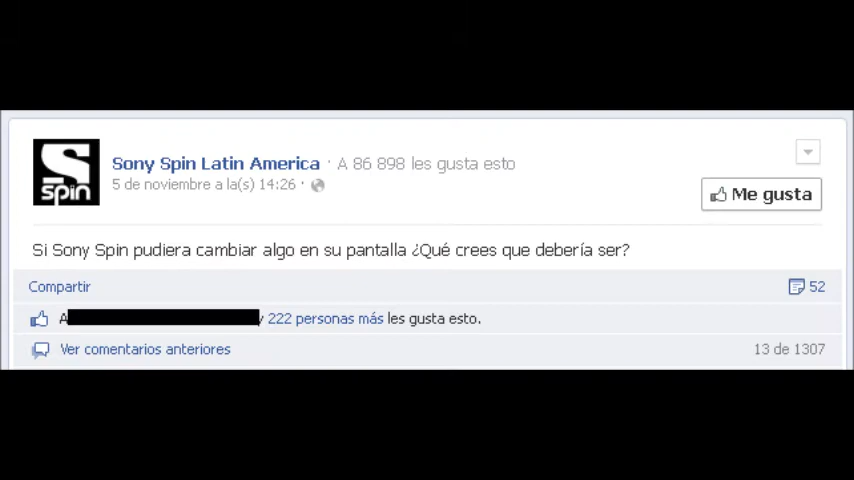 S
spin
Sony Spin Latin America · A 86 898 les gusta esto
5 de noviembre a la(s) 14:26 ·
Me gusta
Si Sony Spin pudiera cambiar algo en su pantalla ¿Qué crees que debería ser?
Compartir
52
A y 222 personas más les gusta esto.
Ver comentarios anteriores
13 de 1307